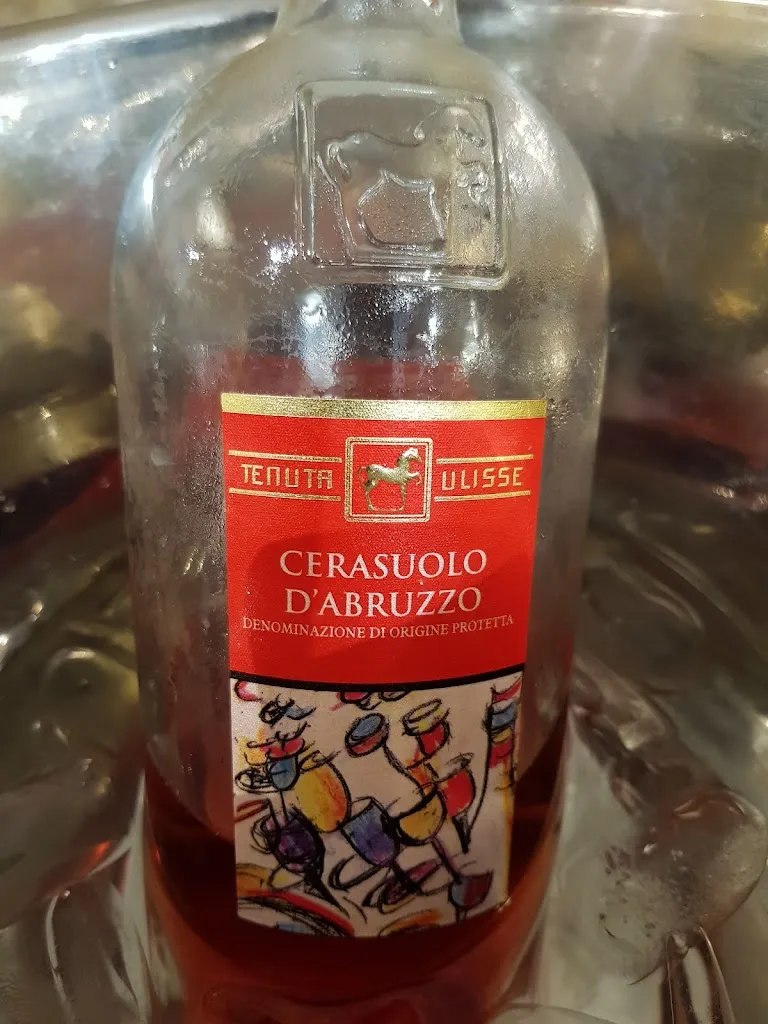 TENUTA ULISSE
CERASUOLO
D'ABRUZZO
DENOMINAZIONE DI ORIGINE PROTETTA